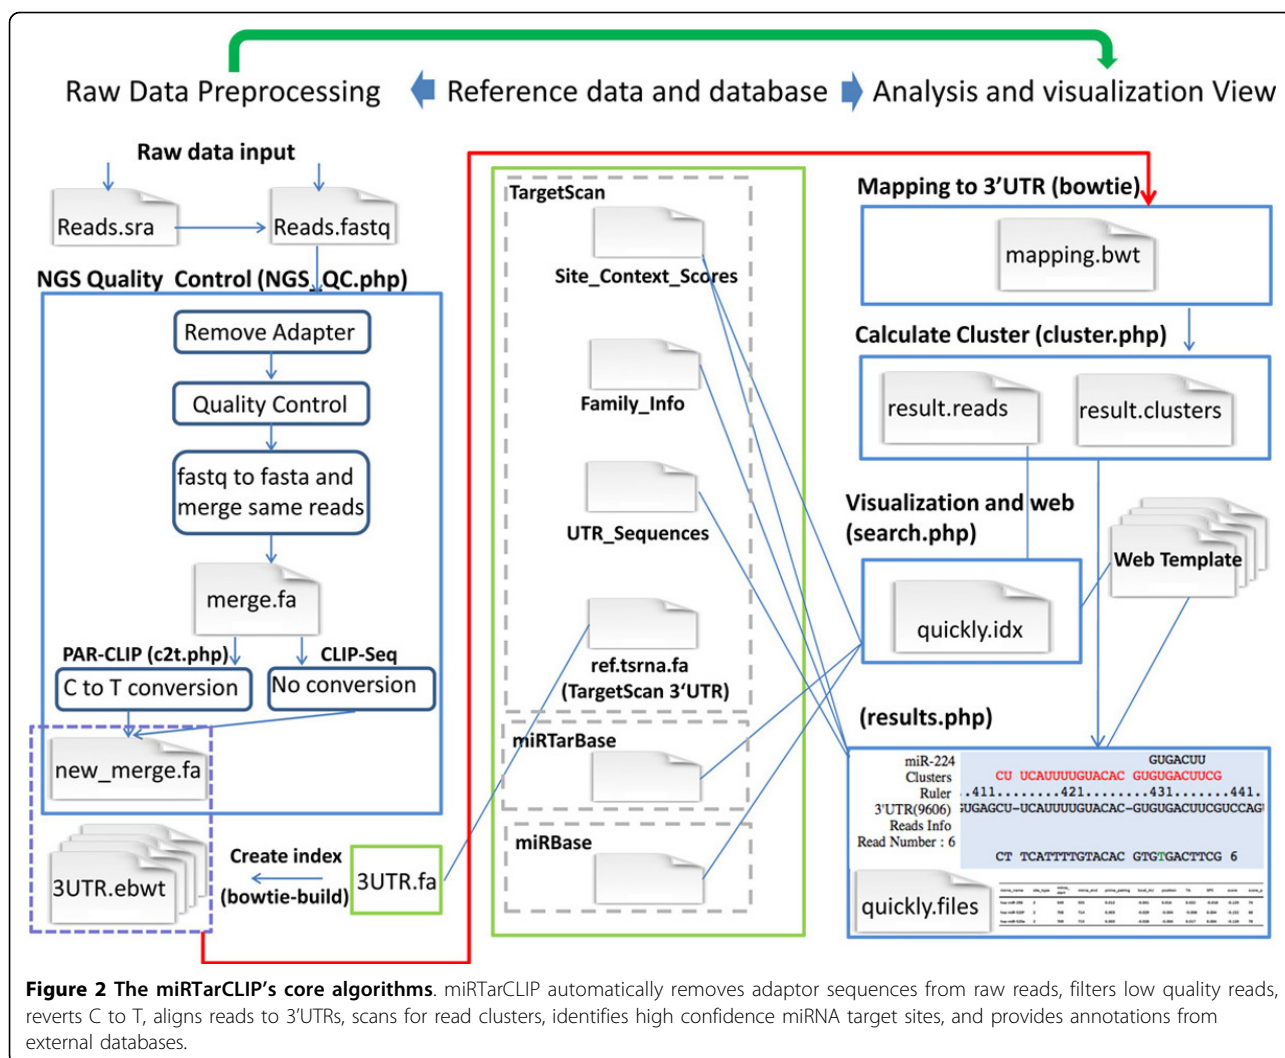 Raw Data Preprocessing
Reference data and database
Analysis and visualization View
Raw data input
Reads.sra
Reads.fastq
NGS Quality Control (NGS_QC.php)
Remove Adapter
Quality Control
fastq to fasta and
merge same reads
merge.fa
PAR-CLIP (c2t.php)
CLIP-Seq
C to T conversion
No conversion
new_merge.fa
3UTR.ebwt
Create index
(bowtie-build)
3UTR.fa
TargetScan
Site_Context_Scores
Family_Info
UTR_Sequences
ref.tsrna.fa
(TargetScan 3‘UTR)
miRTarBase
miRBase
Mapping to 3’UTR (bowtie)
mapping.bwt
Calculate Cluster (cluster.php)
result.reads
result.clusters
Visualization and web
(search.php)
Web Template
quickly.idx
(results.php)
miR-224 GUGACUU
Clusters CU UCAUUUUGUACAC GUGUGACUUCG
Ruler ..411........421.......431.......441.
3'UTR(9606) GUGAGCU-UCAUUUUGUACAC-GUGUGACUUCGUCCAGU
Reads Info
Read Number : 6
CT TCATTTTGTACAC GTGTGACTTCG 6
quickly.files
Figure 2 The miRTarCLIP’s core algorithms. miRTarCLIP automatically removes adaptor sequences from raw reads, filters low quality reads,
reverts C to T, aligns reads to 3’UTRs, scans for read clusters, identifies high confidence miRNA target sites, and provides annotations from
external databases.